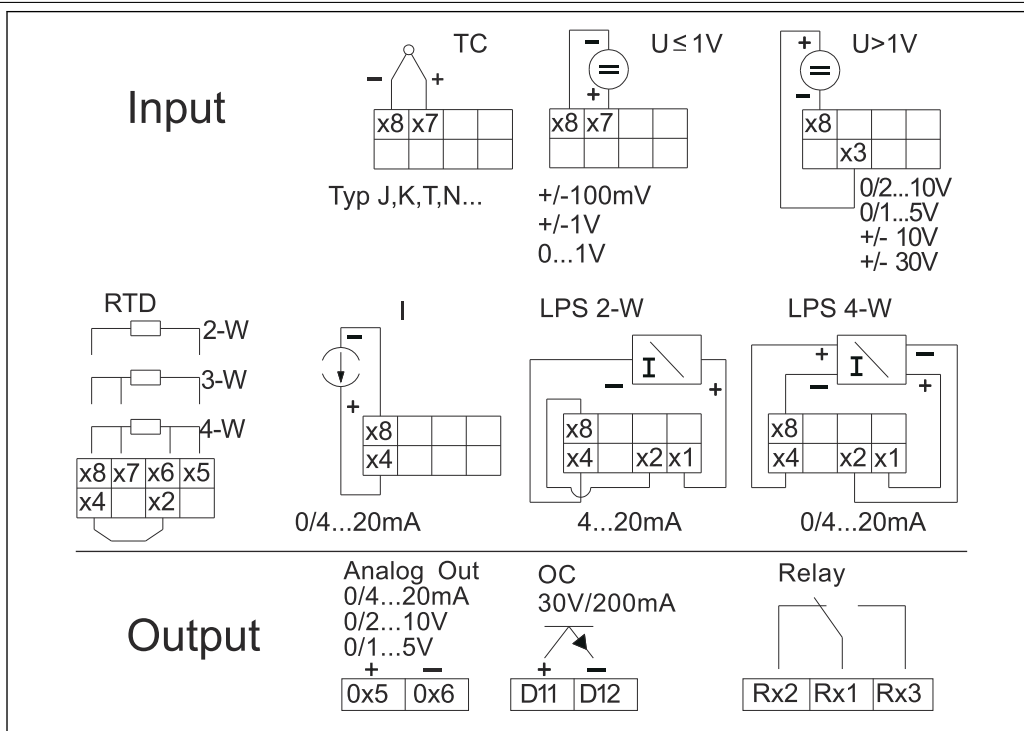 Input
TC
− +
x8 x7
Typ J,K,T,N...
U ≤ 1V
−
+
x8 x7
+/-100mV
+/-1V
0...1V
U>1V
+
−
x8
x3
0/2...10V
0/1...5V
+/- 10V
+/- 30V
RTD
2-W
3-W
4-W
x8 x7 x6 x5
x4 x2
I
−
+
x8
x4
0/4...20mA
LPS 2-W
I
− +
x8
x4 x2 x1
4...20mA
LPS 4-W
+ −
I
− +
x8
x4 x2 x1
0/4...20mA
Output
Analog Out
0/4...20mA
0/2...10V
0/1...5V
+ −
0x5 0x6
OC
30V/200mA
+ −
D11 D12
Relay
Rx2 Rx1 Rx3